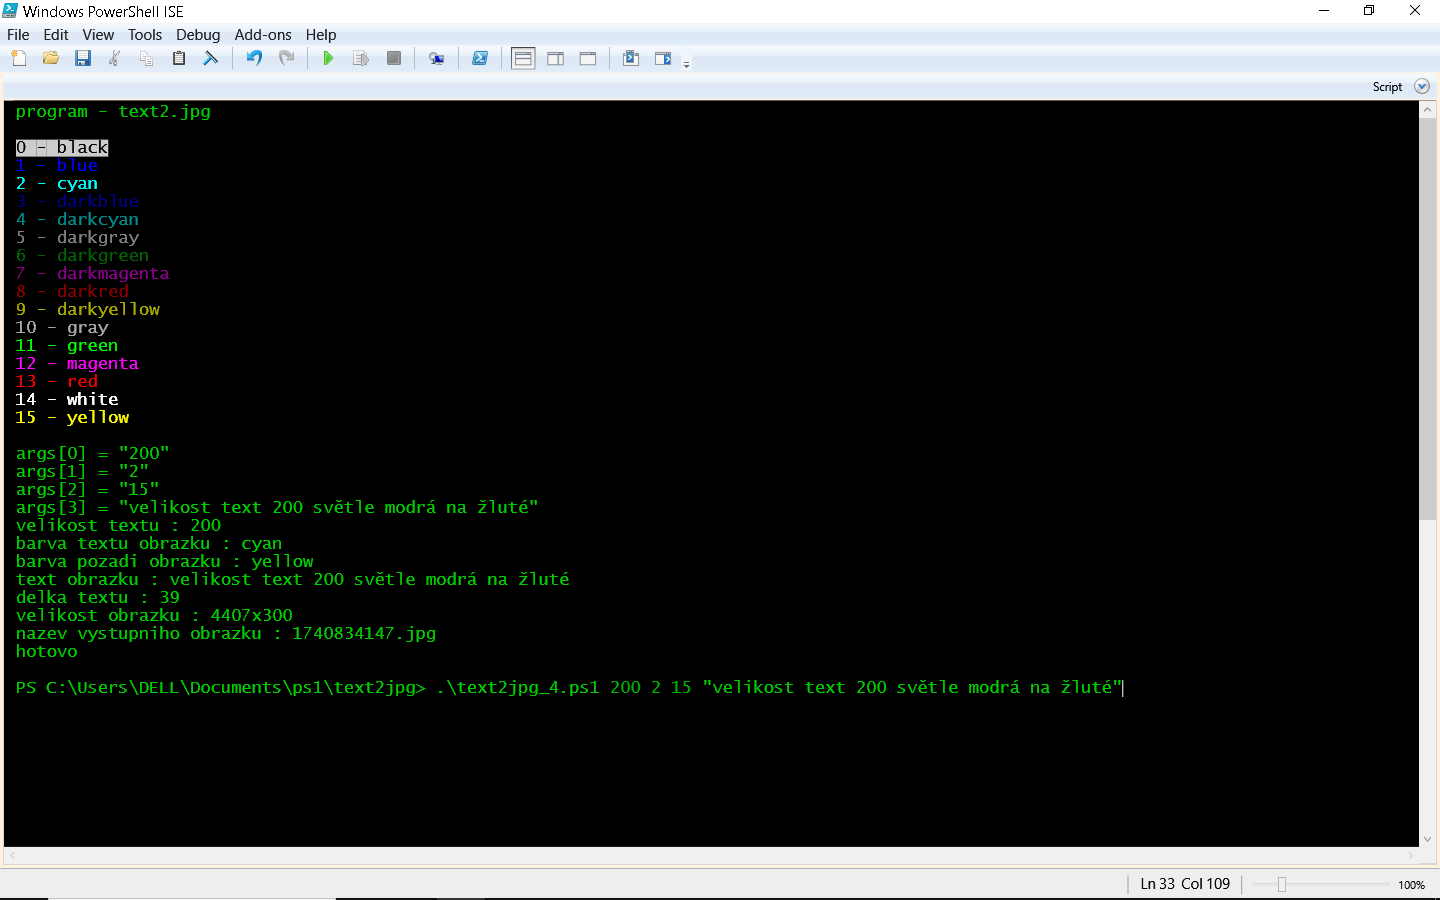 Windows PowerShell ISE
File Edit View Tools Debug Add-ons Help
Script
program - text2.jpg
0 - black
1 - blue
2 - cyan
3 - darkblue
4 - darkcyan
5 - darkgray
6 - darkgreen
7 - darkmagenta
8 - darkred
9 - darkyellow
10 - gray
11 - green
12 - magenta
13 - red
14 - white
15 - yellow
args[0] = "200"
args[1] = "2"
args[2] = "15"
args[3] = "velikost text 200 světle modrá na žluté"
velikost textu : 200
barva textu obrazku : cyan
barva pozadi obrazku : yellow
text obrazku : velikost text 200 světle modrá na žluté
delka textu : 39
velikost obrazku : 4407x300
nazev vystupniho obrazku : 1740834147.jpg
hotovo
PS C:\Users\DELL\Documents\ps1\text2jpg> .\text2jpg_4.ps1 200 2 15 "velikost text 200 světle modrá na žluté"
Ln 33 Col 109 100%